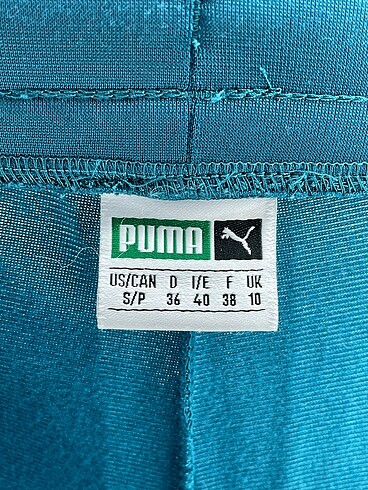 PUMA
US/CAN D I/E F UK
S/P 36 40 38 10